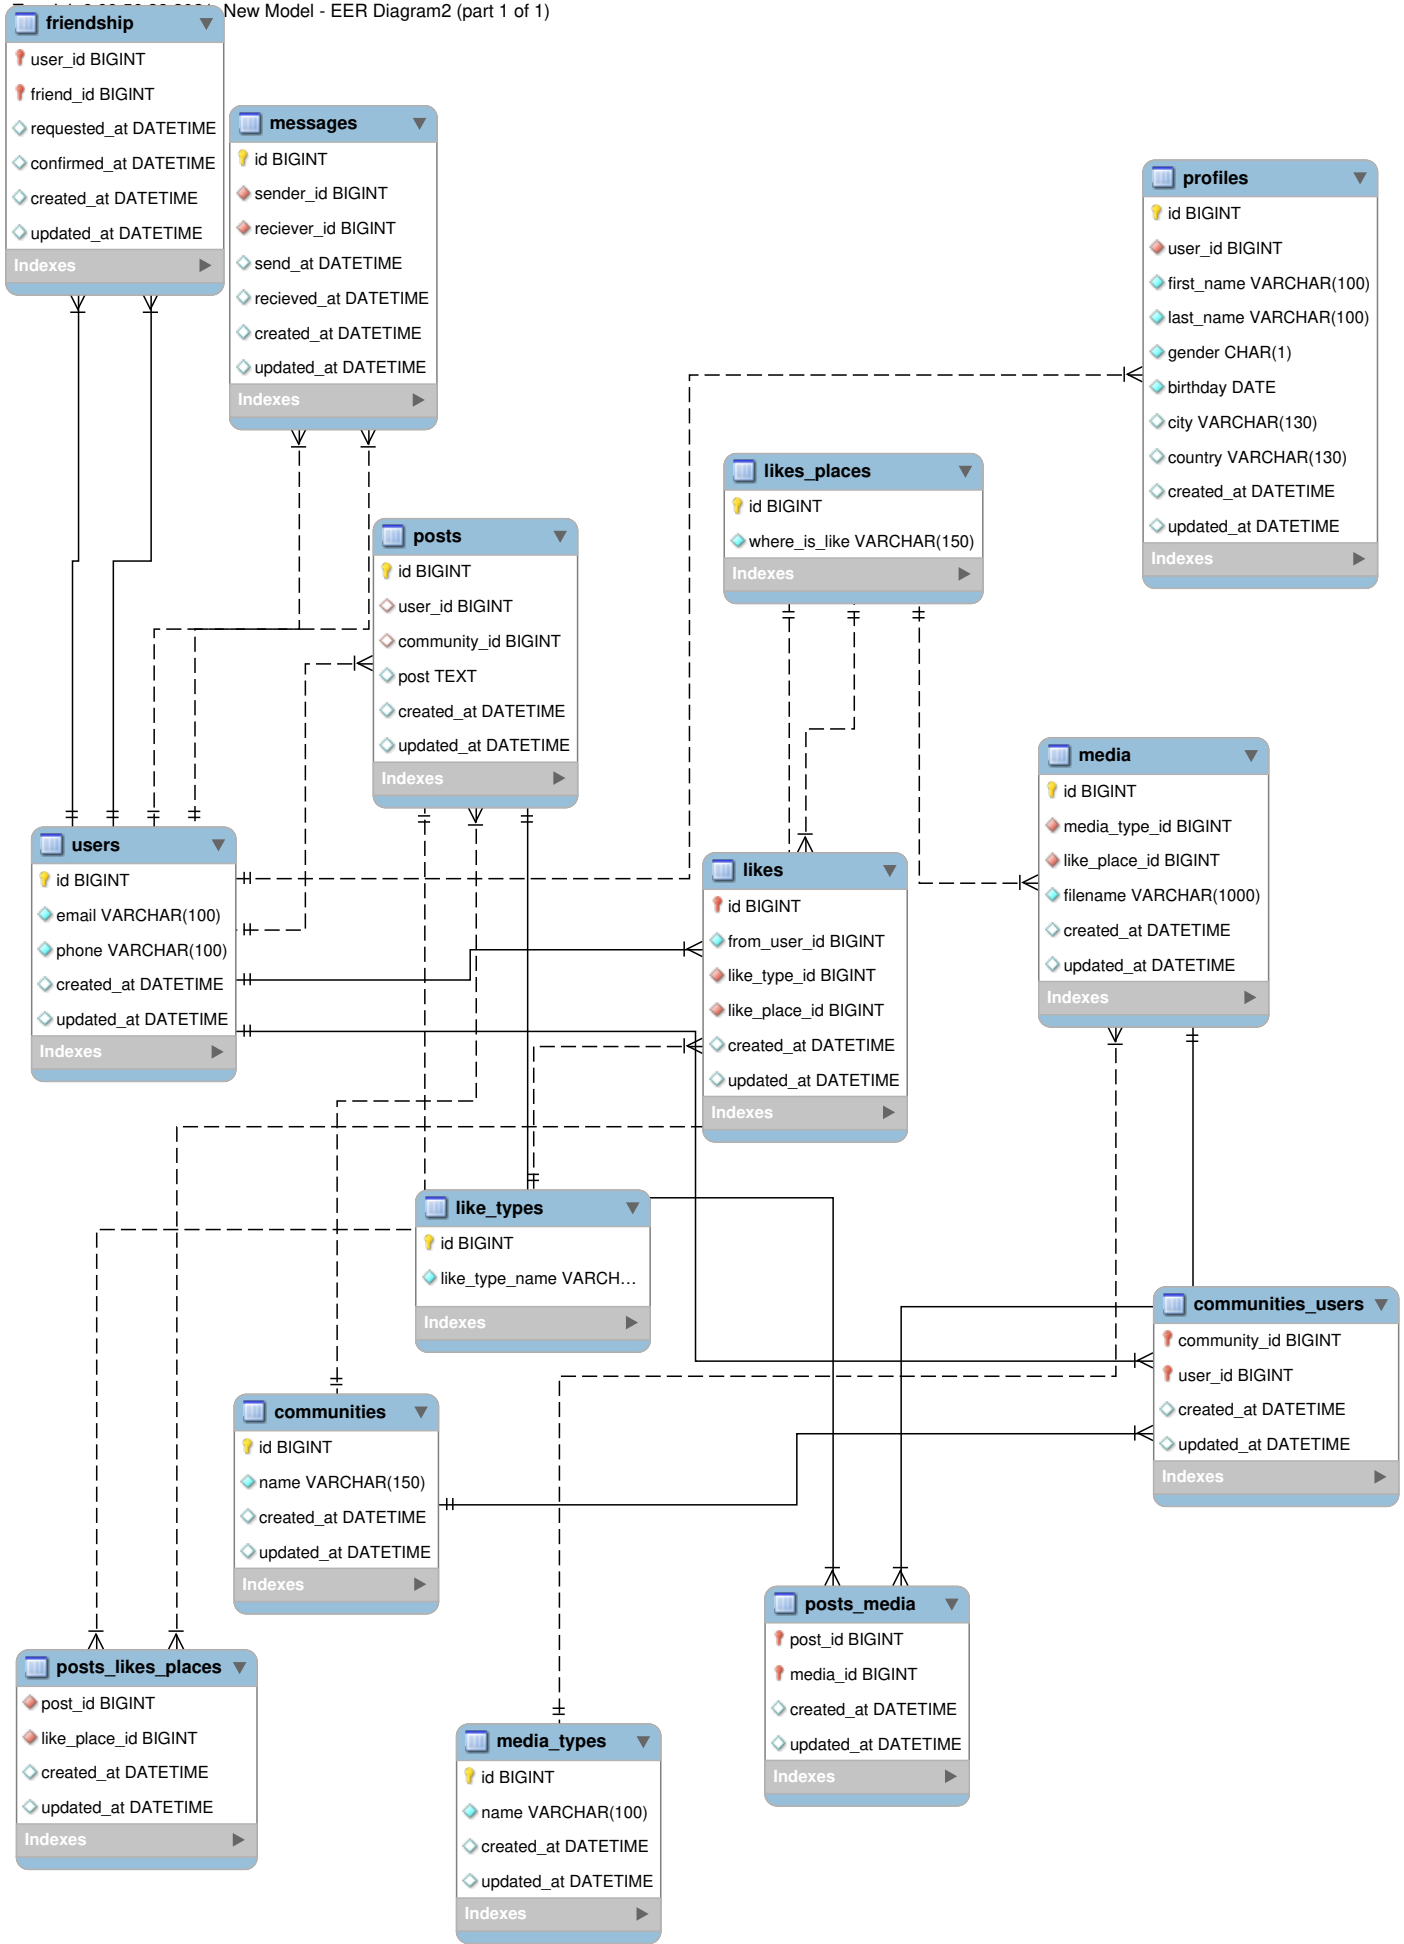 New Model - EER Diagram2 (part 1 of 1)
friendship
user_id BIGINT
friend_id BIGINT
requested_at DATETIME
confirmed_at DATETIME
created_at DATETIME
updated_at DATETIME
Indexes
messages
id BIGINT
sender_id BIGINT
reciever_id BIGINT
send_at DATETIME
recieved_at DATETIME
created_at DATETIME
updated_at DATETIME
Indexes
profiles
id BIGINT
user_id BIGINT
first_name VARCHAR(100)
last_name VARCHAR(100)
gender CHAR(1)
birthday DATE
city VARCHAR(130)
country VARCHAR(130)
created_at DATETIME
updated_at DATETIME
Indexes
likes_places
id BIGINT
where_is_like VARCHAR(150)
Indexes
posts
id BIGINT
user_id BIGINT
community_id BIGINT
post TEXT
created_at DATETIME
updated_at DATETIME
Indexes
media
id BIGINT
media_type_id BIGINT
like_place_id BIGINT
filename VARCHAR(1000)
created_at DATETIME
updated_at DATETIME
Indexes
users
id BIGINT
email VARCHAR(100)
phone VARCHAR(100)
created_at DATETIME
updated_at DATETIME
Indexes
likes
id BIGINT
from_user_id BIGINT
like_type_id BIGINT
like_place_id BIGINT
created_at DATETIME
updated_at DATETIME
Indexes
like_types
id BIGINT
like_type_name VARCH...
Indexes
communities_users
community_id BIGINT
user_id BIGINT
created_at DATETIME
updated_at DATETIME
Indexes
communities
id BIGINT
name VARCHAR(150)
created_at DATETIME
updated_at DATETIME
Indexes
posts_media
post_id BIGINT
media_id BIGINT
created_at DATETIME
updated_at DATETIME
Indexes
posts_likes_places
post_id BIGINT
like_place_id BIGINT
created_at DATETIME
updated_at DATETIME
Indexes
media_types
id BIGINT
name VARCHAR(100)
created_at DATETIME
updated_at DATETIME
Indexes